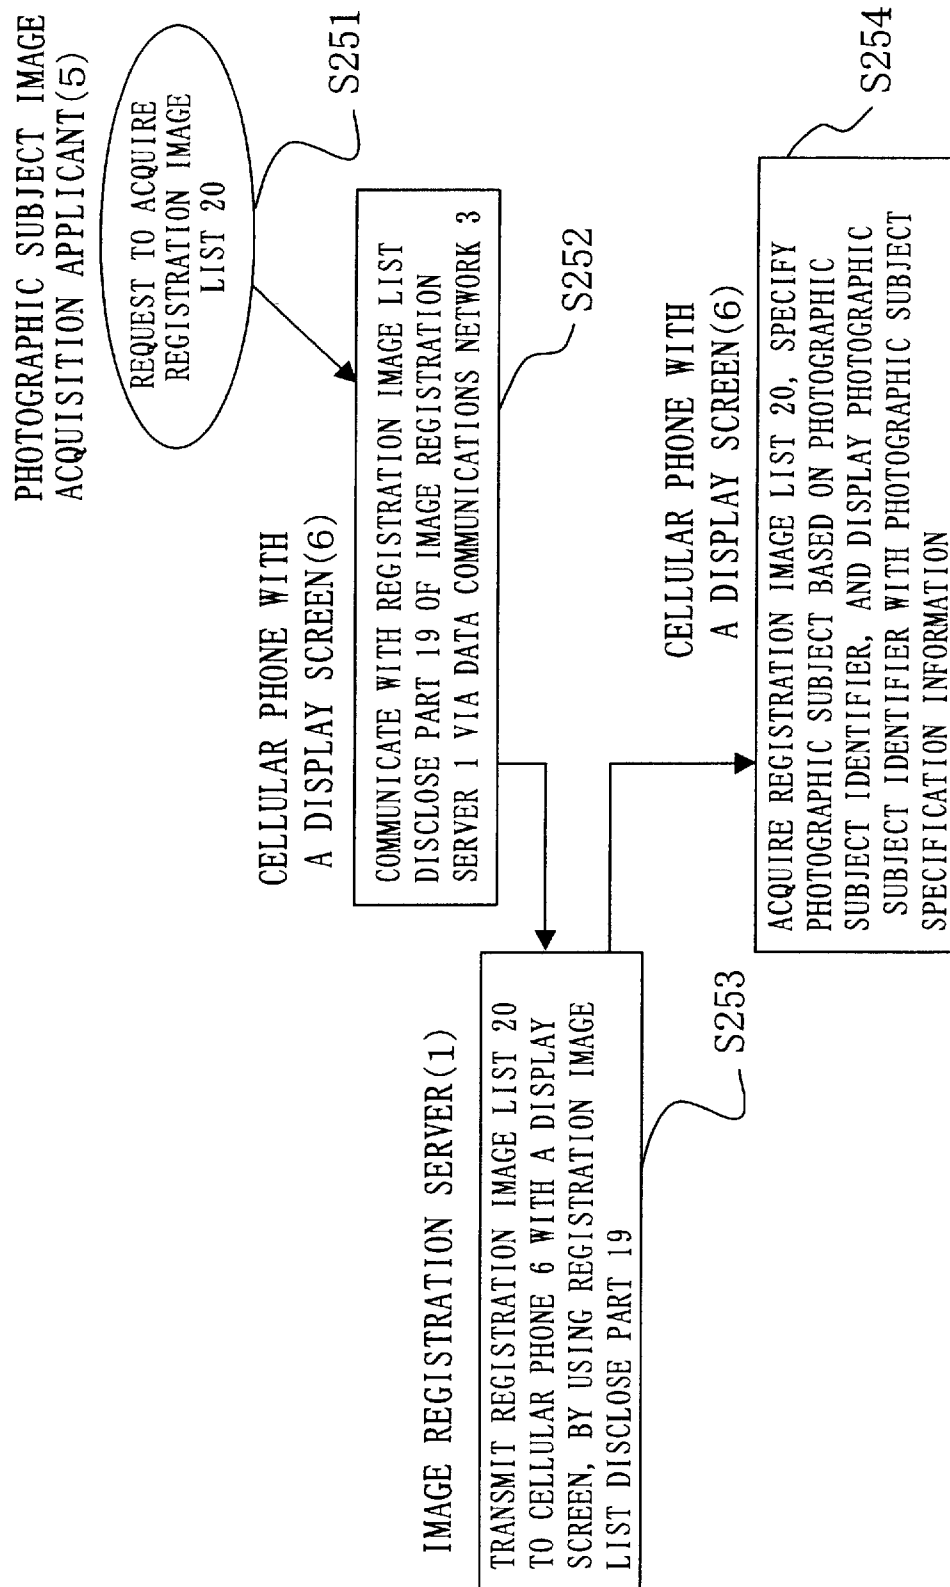 PHOTOGRAPHIC SUBJECT IMAGE
ACQUISITION APPLICANT(5)
REQUEST TO ACQUIRE
REGISTRATION IMAGE
LIST 20
S251
CELLULAR PHONE WITH
A DISPLAY SCREEN(6)
COMMUNICATE WITH REGISTRATION IMAGE LIST
DISCLOSE PART 19 OF IMAGE REGISTRATION
SERVER 1 VIA DATA COMMUNICATIONS NETWORK 3
S252
IMAGE REGISTRATION SERVER(1)
TRANSMIT REGISTRATION IMAGE LIST 20
TO CELLULAR PHONE 6 WITH A DISPLAY
SCREEN, BY USING REGISTRATION IMAGE
LIST DISCLOSE PART 19
S253
CELLULAR PHONE WITH
A DISPLAY SCREEN(6)
ACQUIRE REGISTRATION IMAGE LIST 20, SPECIFY
PHOTOGRAPHIC SUBJECT BASED ON PHOTOGRAPHIC
SUBJECT IDENTIFIER, AND DISPLAY PHOTOGRAPHIC
SUBJECT IDENTIFIER WITH PHOTOGRAPHIC SUBJECT
SPECIFICATION INFORMATION
S254